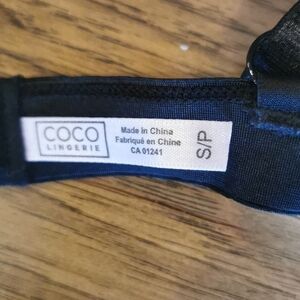 COCO
LINGERIE
Made in China
Fabriqué en Chine
CA 01241
S/P